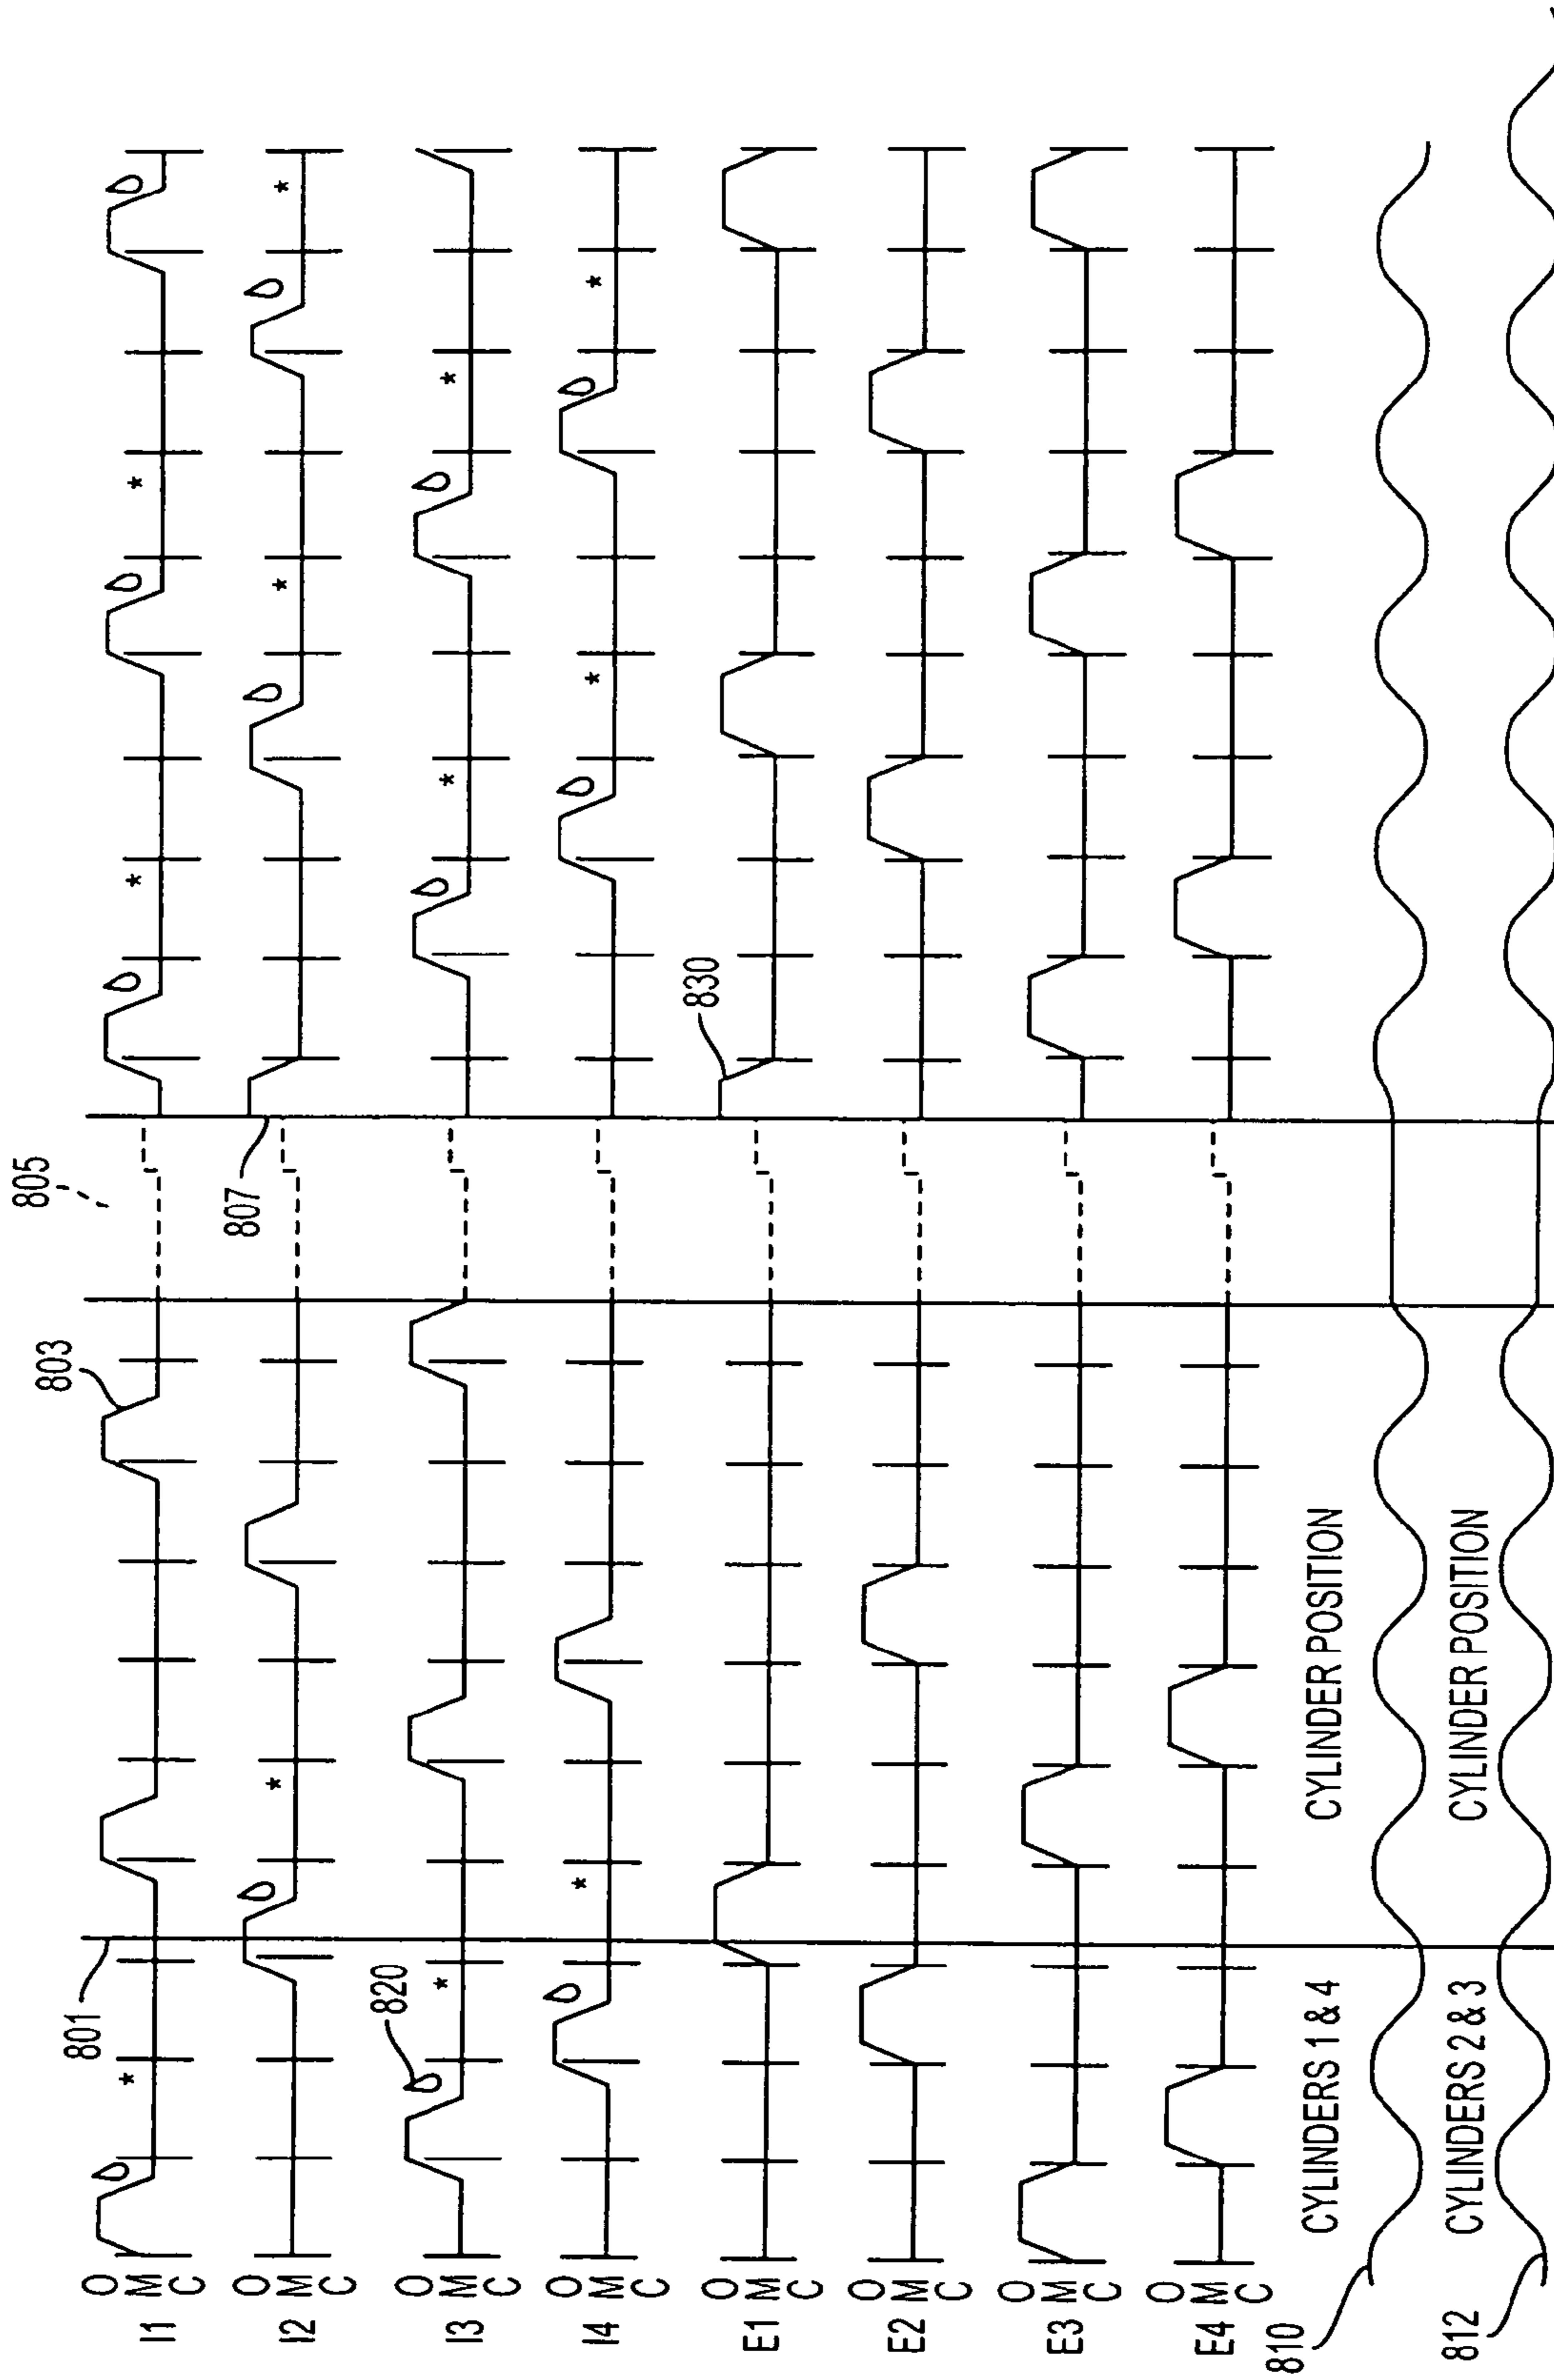 801
803
805
807
820
830
O
M
C
I1
O
M
C
I2
O
M
C
I3
O
M
C
I4
O
M
C
E1
O
M
C
E2
O
M
C
E3
O
M
C
E4
CYLINDERS 1 & 4 CYLINDER POSITION
810
CYLINDERS 2 & 3 CYLINDER POSITION
812